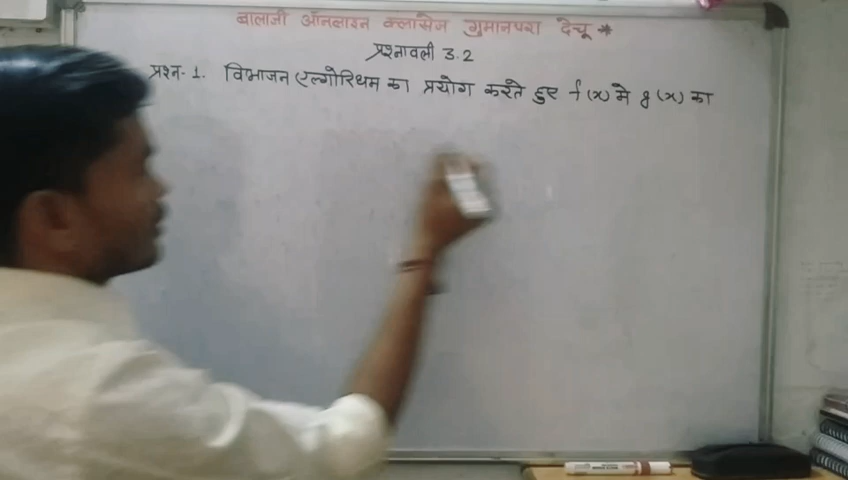 बालाजी ऑनलाइन क्लासेज गुमानपुरा देचू *
प्रश्नावली 3.2
प्रश्न- 1. विभाजन एल्गोरिथम का प्रयोग करते हुए f(x) मे g(x) का